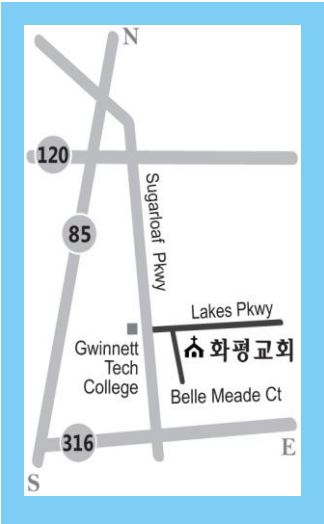 N
120
Sugarloaf Pkwy
85
Lakes Pkwy
화평교회
Gwinnett
Tech
College
Belle Meade Ct
316
E
S